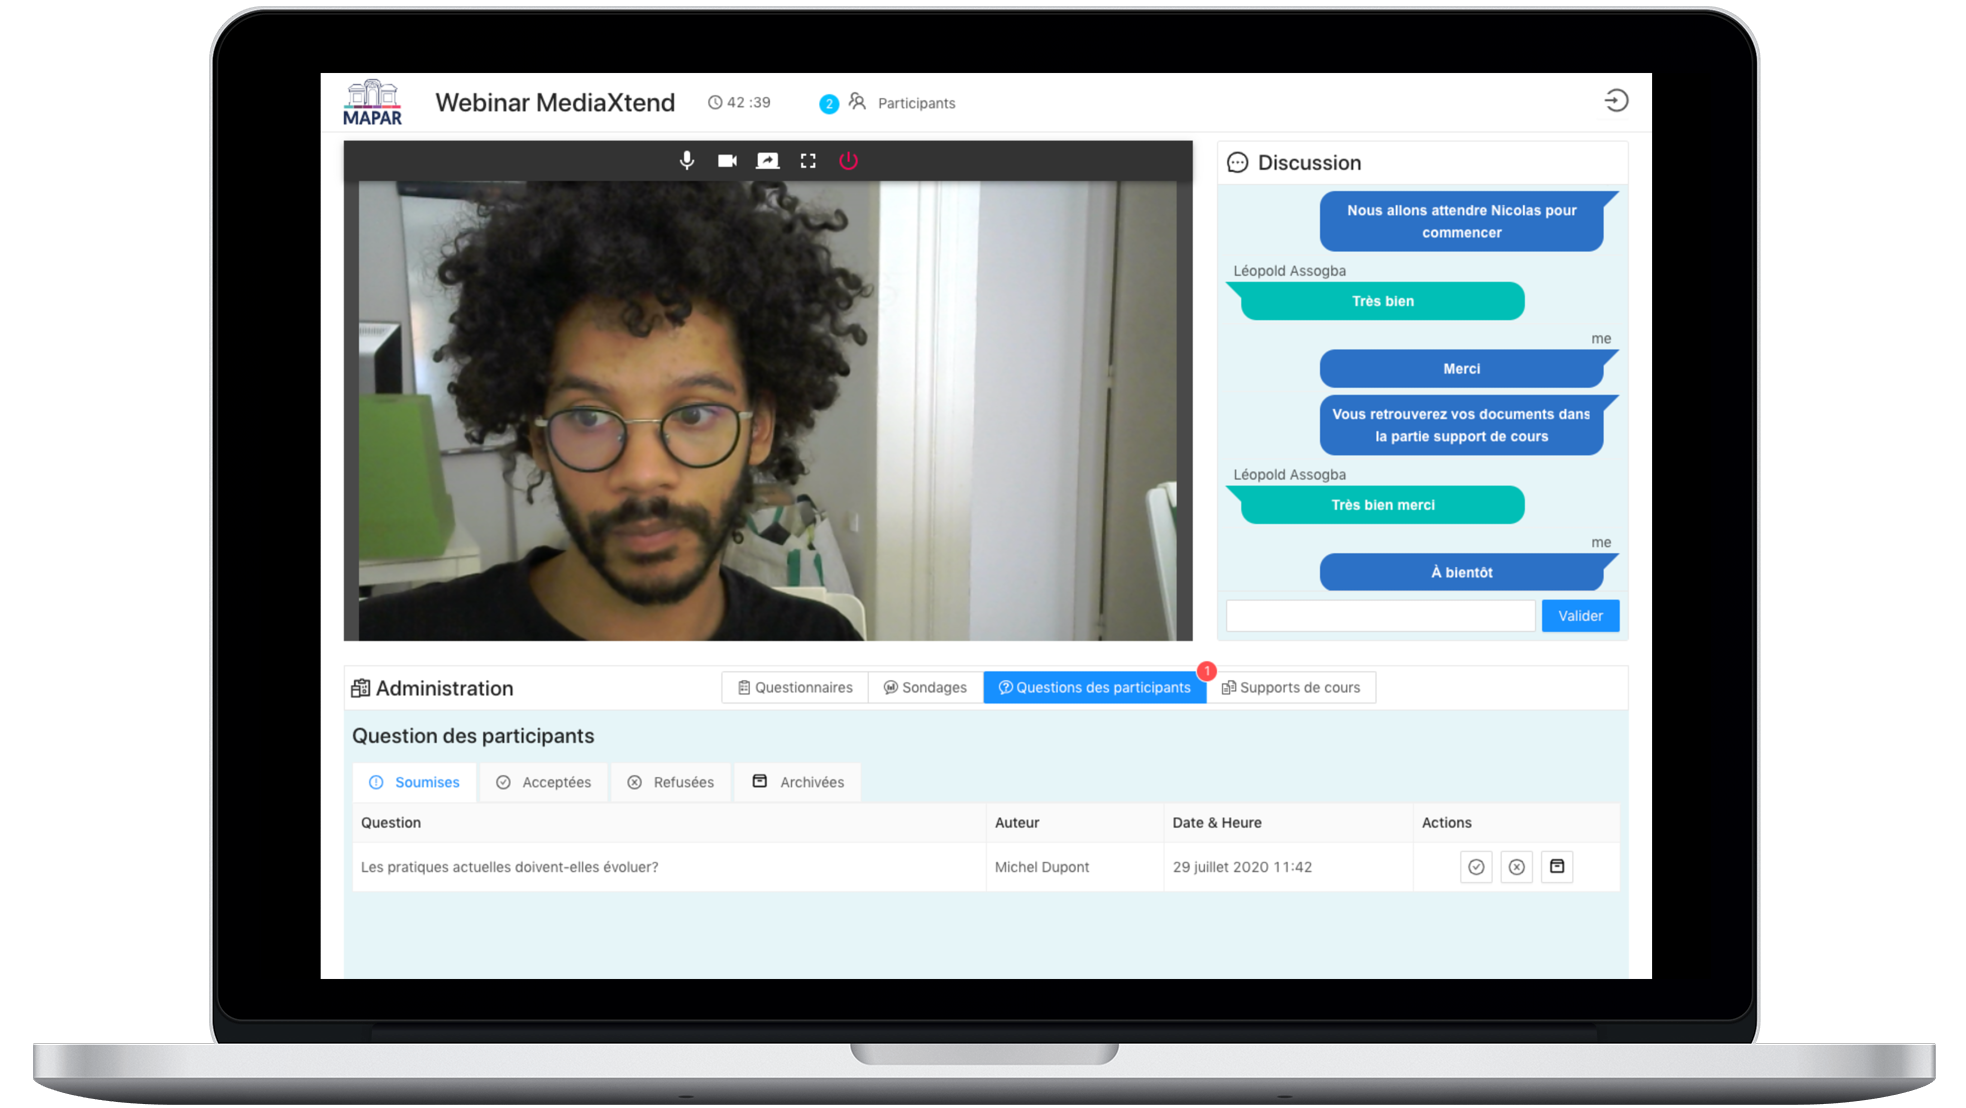 MAPAR
Webinar MediaXtend
42 :39
2
Participants
Discussion
Nous allons attendre Nicolas pour
commencer
Léopold Assogba
Très bien
me
Merci
Vous retrouverez vos documents dans
la partie support de cours
Léopold Assogba
Très bien merci
me
À bientôt
Valider
Administration
Questionnaires
Sondages
Questions des participants
1
Supports de cours
Question des participants
Soumises
Acceptées
Refusées
Archivées
Question
Auteur
Date & Heure
Actions
Les pratiques actuelles doivent-elles évoluer?
Michel Dupont
29 juillet 2020 11:42